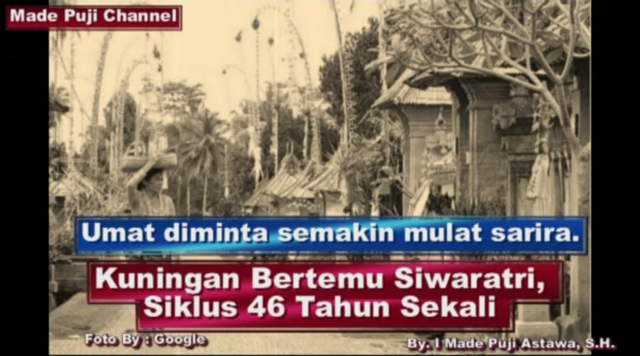 Made Puji Channel
Umat diminta semakin mulat sarira.
Kuningan Bertemu Siwaratri,
Siklus 46 Tahun Sekali
Foto By : Google
By. I Made Puji Astawa, S.H.